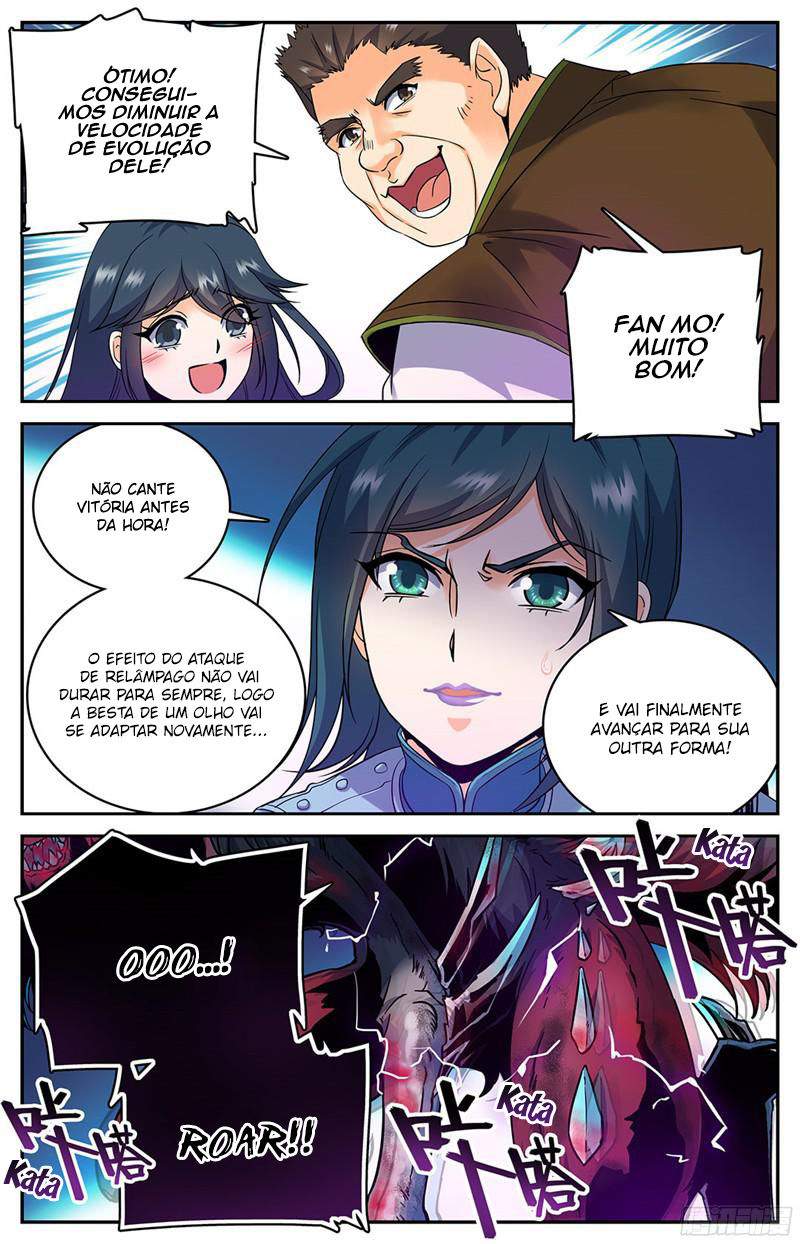 ÓTIMO!
CONSEGUI-
MOS DIMINUIR A
VELOCIDADE
DE EVOLUÇÃO
DELE!
FAN MO!
MUITO
BOM!
NÃO CANTE
VITÓRIA ANTES
DA HORA!
O EFEITO DO ATAQUE
DE RELÂMPAGO NÃO VAI
DURAR PARA SEMPRE, LOGO
A BESTA DE UM OLHO VAI
SE ADAPTAR NOVAMENTE...
E VAI FINALMENTE
AVANÇAR PARA SUA
OUTRA FORMA!
Kata
咔嗒
OOO...!
ROAR!!
Kata
咔嗒
Kata
咔嗒